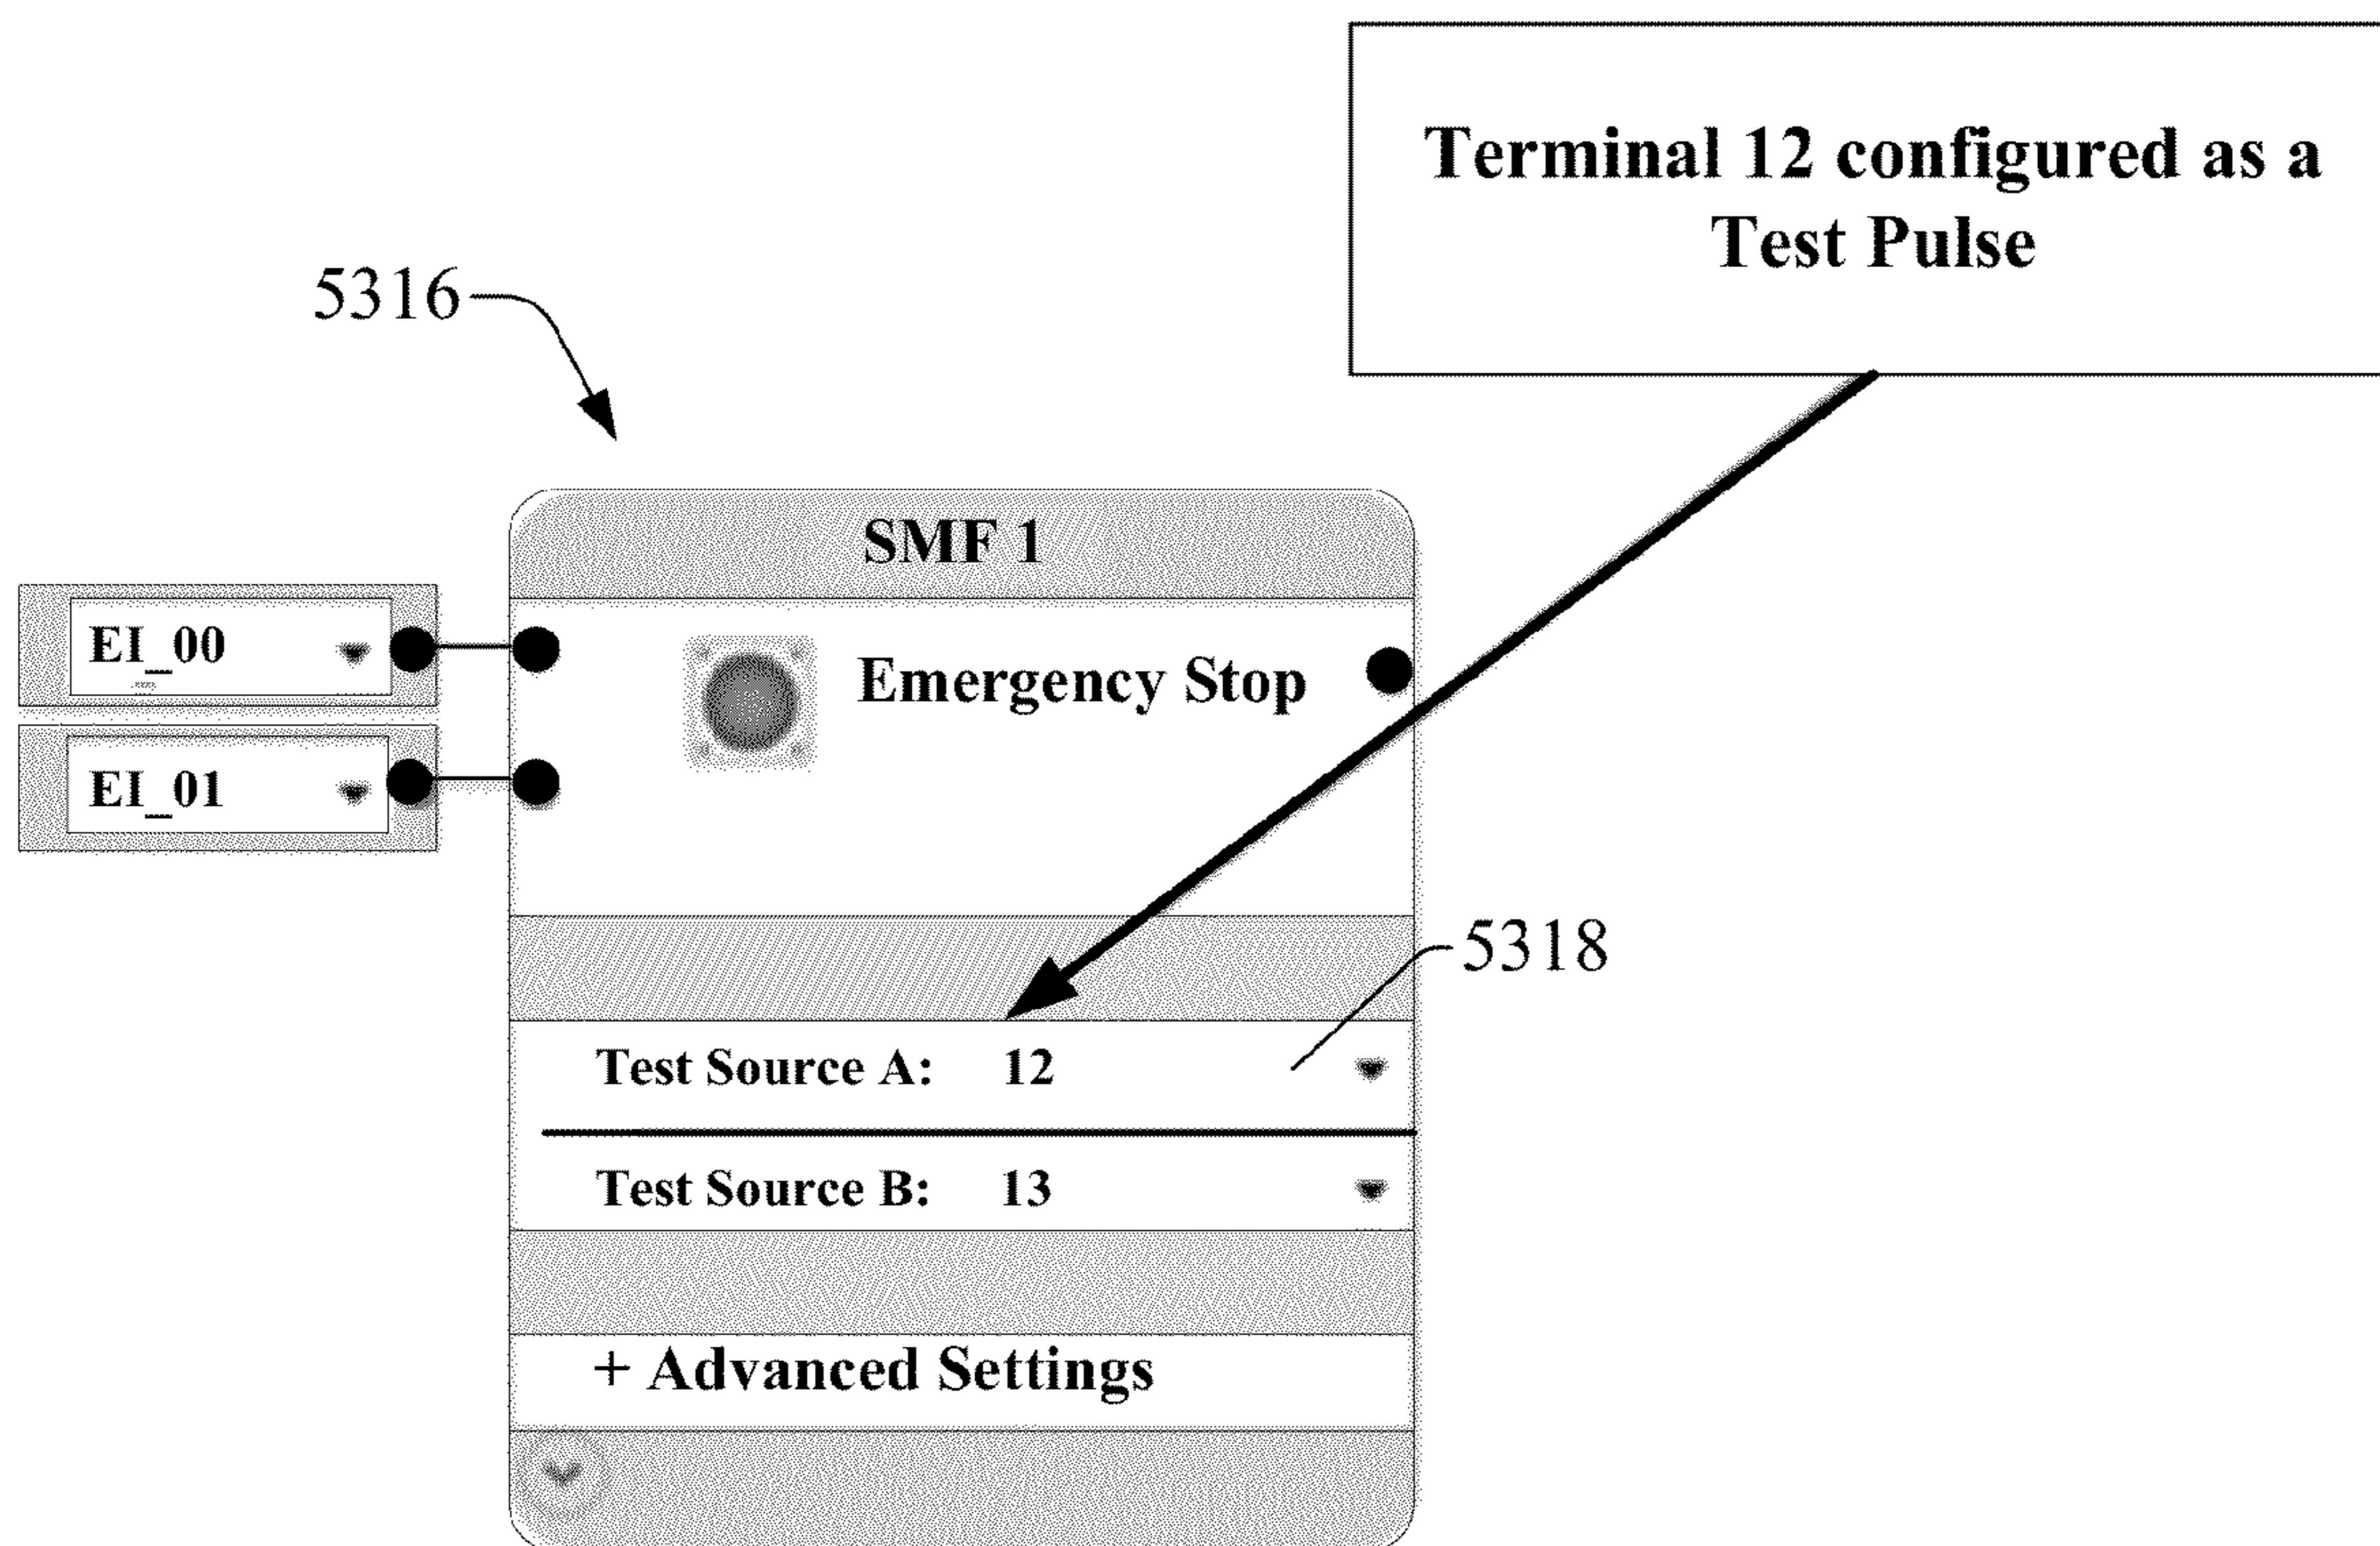 Terminal 12 configured as a
Test Pulse
5316
SMF 1
EI_00
Emergency Stop
EI_01
5318
Test Source A: 12
Test Source B: 13
+ Advanced Settings